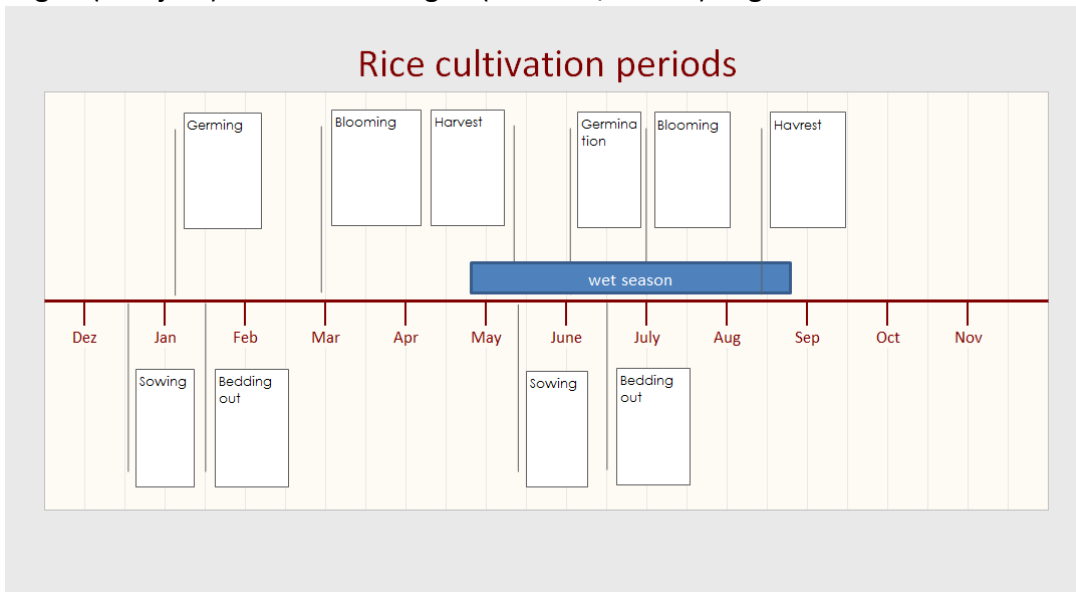 Rice cultivation periods
Germing
Blooming
Harvest
Germina
tion
Blooming
Havrest
wet season
Dez Jan Feb Mar Apr May June July Aug Sep Oct Nov
Sowing
Bedding
out
Sowing
Bedding
out